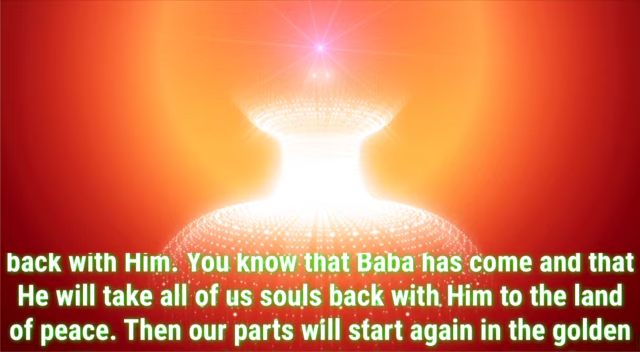 back with Him. You know that Baba has come and that
He will take all of us souls back with Him to the land
of peace. Then our parts will start again in the golden